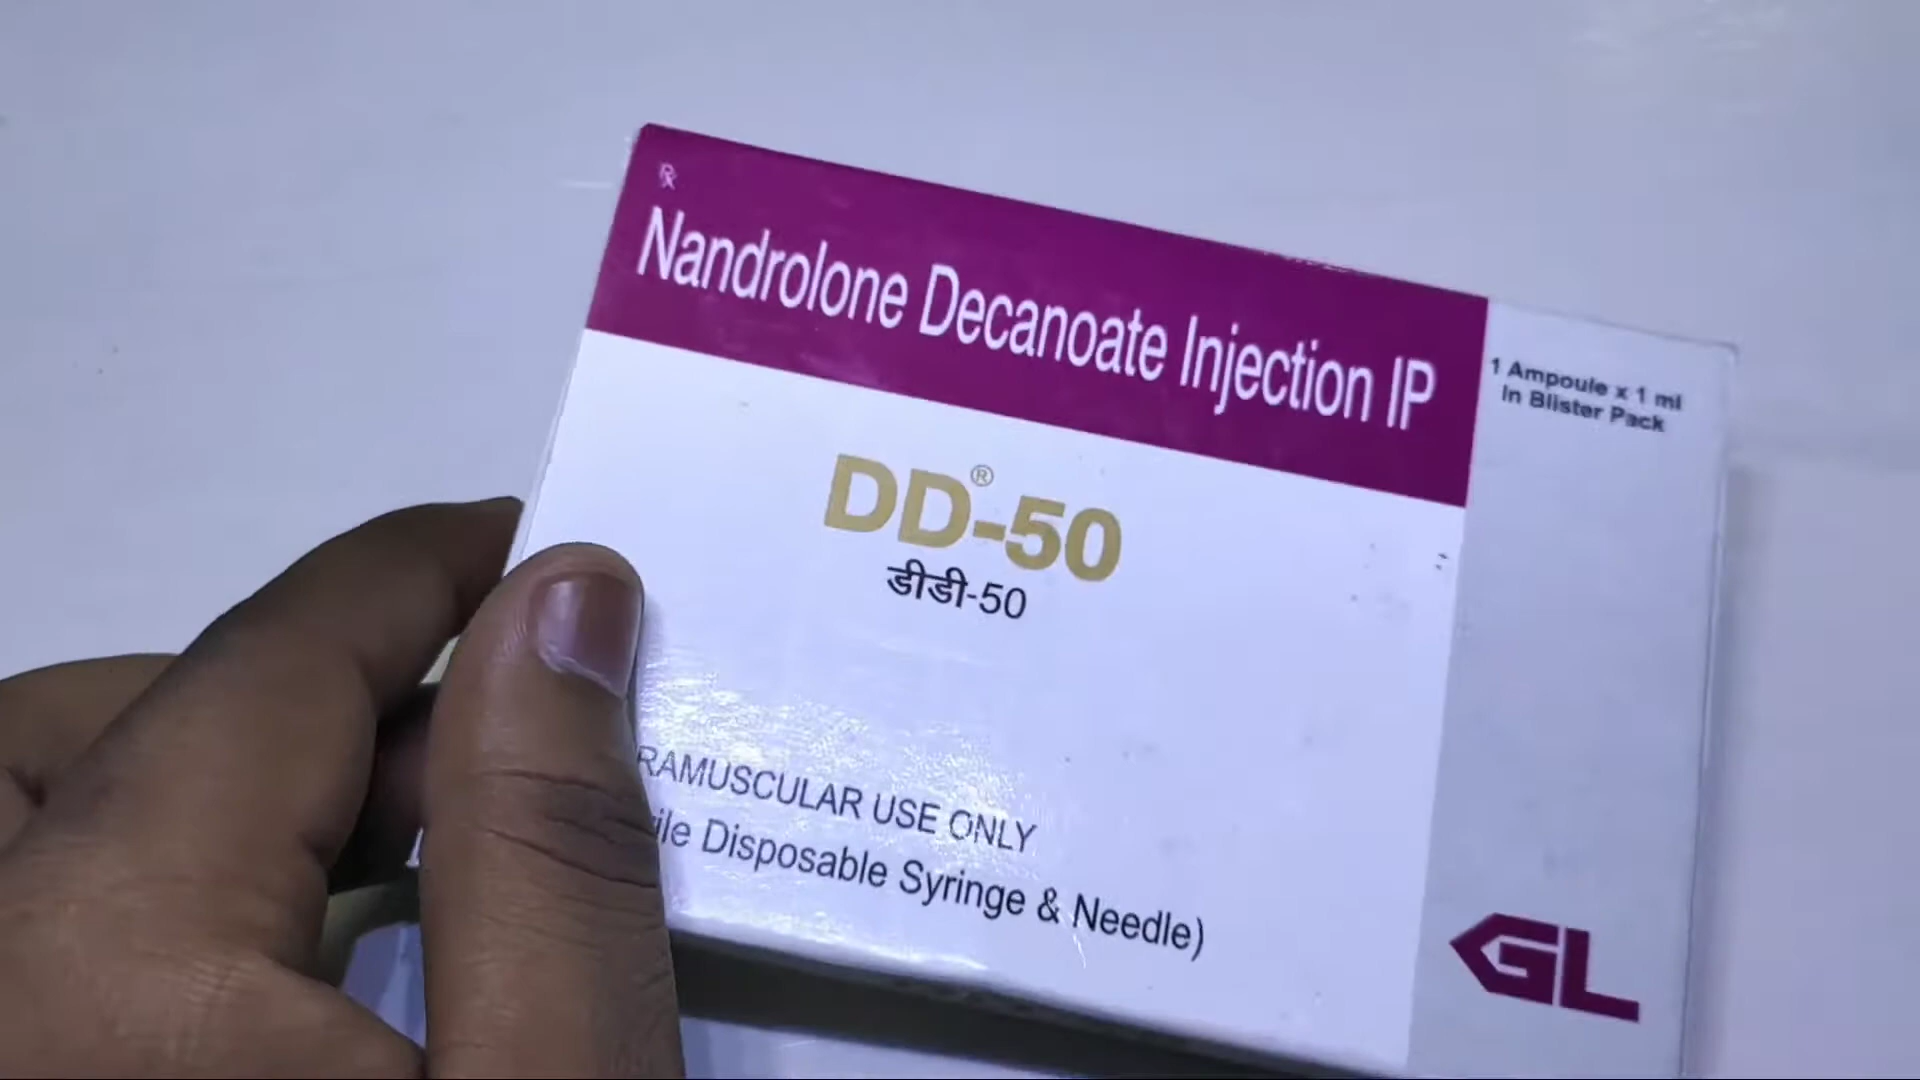 Rx
Nandrolone Decanoate Injection IP
1 Ampoule x 1 ml
In Blister Pack
DD®-50
डीडी-50
RAMUSCULAR USE ONLY
ile Disposable Syringe & Needle)
GL